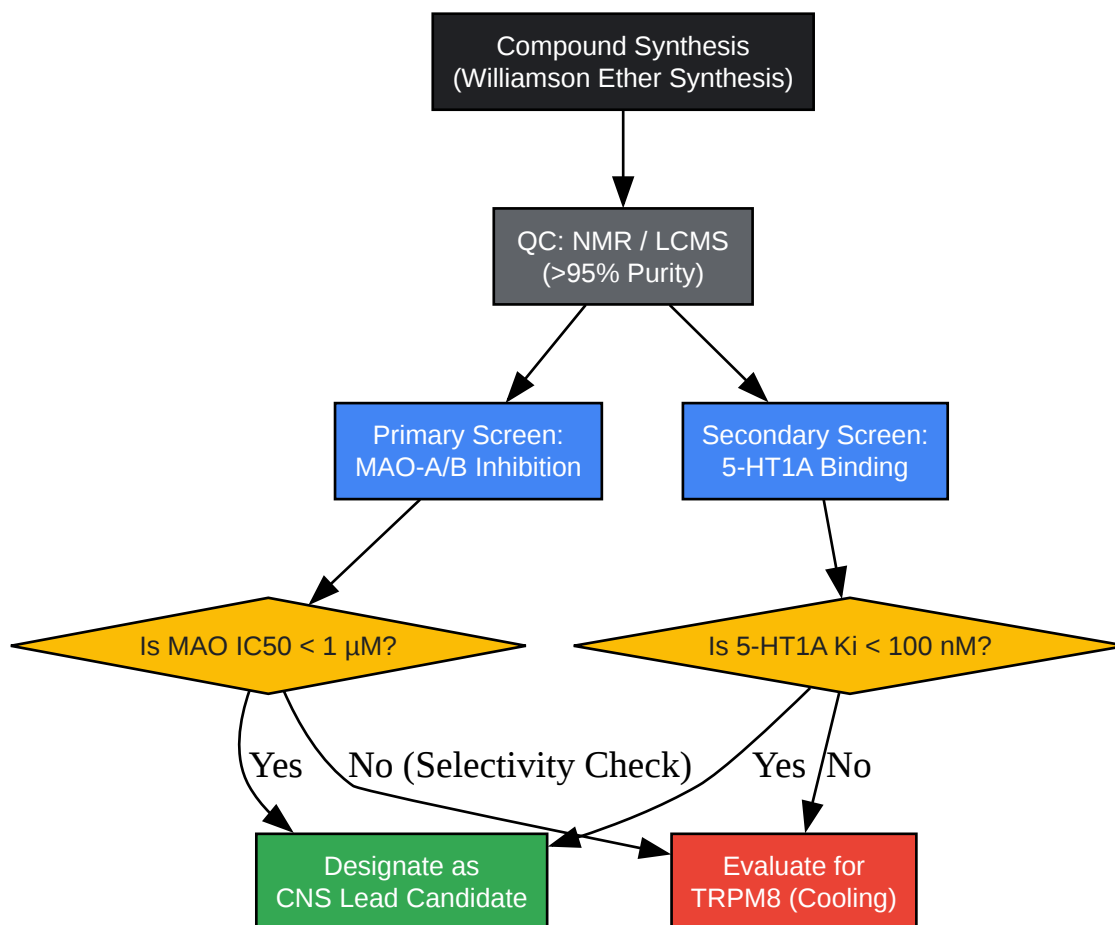 Compound Synthesis
(Williamson Ether Synthesis)
QC: NMR / LCMS
(>95% Purity)
Primary Screen:
MAO-A/B Inhibition
Secondary Screen:
5-HT1A Binding
Is MAO IC50 < 1 µM?
Is 5-HT1A Ki < 100 nM?
Yes
No (Selectivity Check)
Yes
No
Designate as
CNS Lead Candidate
Evaluate for
TRPM8 (Cooling)